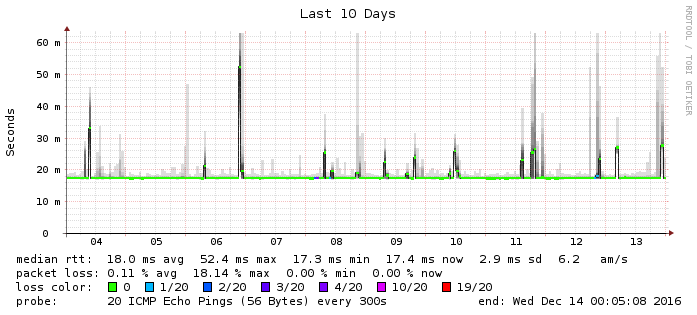 Last 10 Days
RRDTOOL / TOBI OETIKER
Seconds
60 m
50 m
40 m
30 m
20 m
10 m
0
04 05 06 07 08 09 10 11 12 13
median rtt: 18.0 ms avg 52.4 ms max 17.3 ms min 17.4 ms now 2.9 ms sd 6.2 am/s
packet loss: 0.11 % avg 18.14 % max 0.00 % min 0.00 % now
loss color: 0 1/20 2/20 3/20 4/20 10/20 19/20
probe: 20 ICMP Echo Pings (56 Bytes) every 300s end: Wed Dec 14 00:05:08 2016